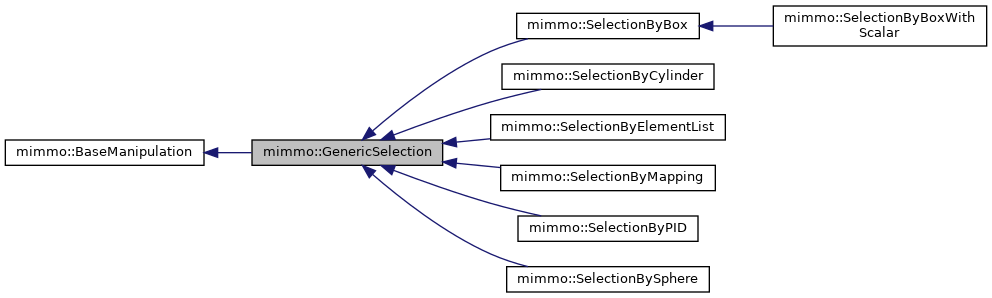 mimmo::BaseManipulation
mimmo::GenericSelection
mimmo::SelectionByBox
mimmo::SelectionByBoxWith
Scalar
mimmo::SelectionByCylinder
mimmo::SelectionByElementList
mimmo::SelectionByMapping
mimmo::SelectionByPID
mimmo::SelectionBySphere